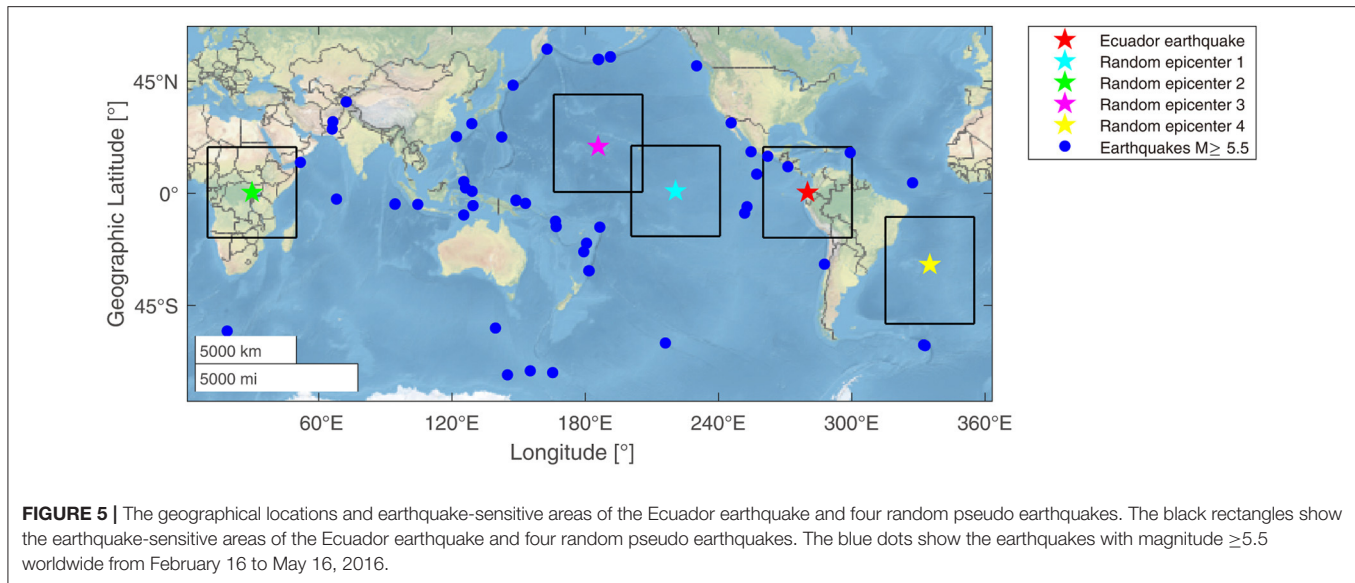 45°N
0°
45°S
Geographic Latitude [°]
5000 km
5000 mi
60°E
120°E
180°E
240°E
300°E
360°E
Longitude [°]
Ecuador earthquake
Random epicenter 1
Random epicenter 2
Random epicenter 3
Random epicenter 4
Earthquakes M≥ 5.5
FIGURE 5 | The geographical locations and earthquake-sensitive areas of the Ecuador earthquake and four random pseudo earthquakes. The black rectangles show
the earthquake-sensitive areas of the Ecuador earthquake and four random pseudo earthquakes. The blue dots show the earthquakes with magnitude ≥5.5
worldwide from February 16 to May 16, 2016.